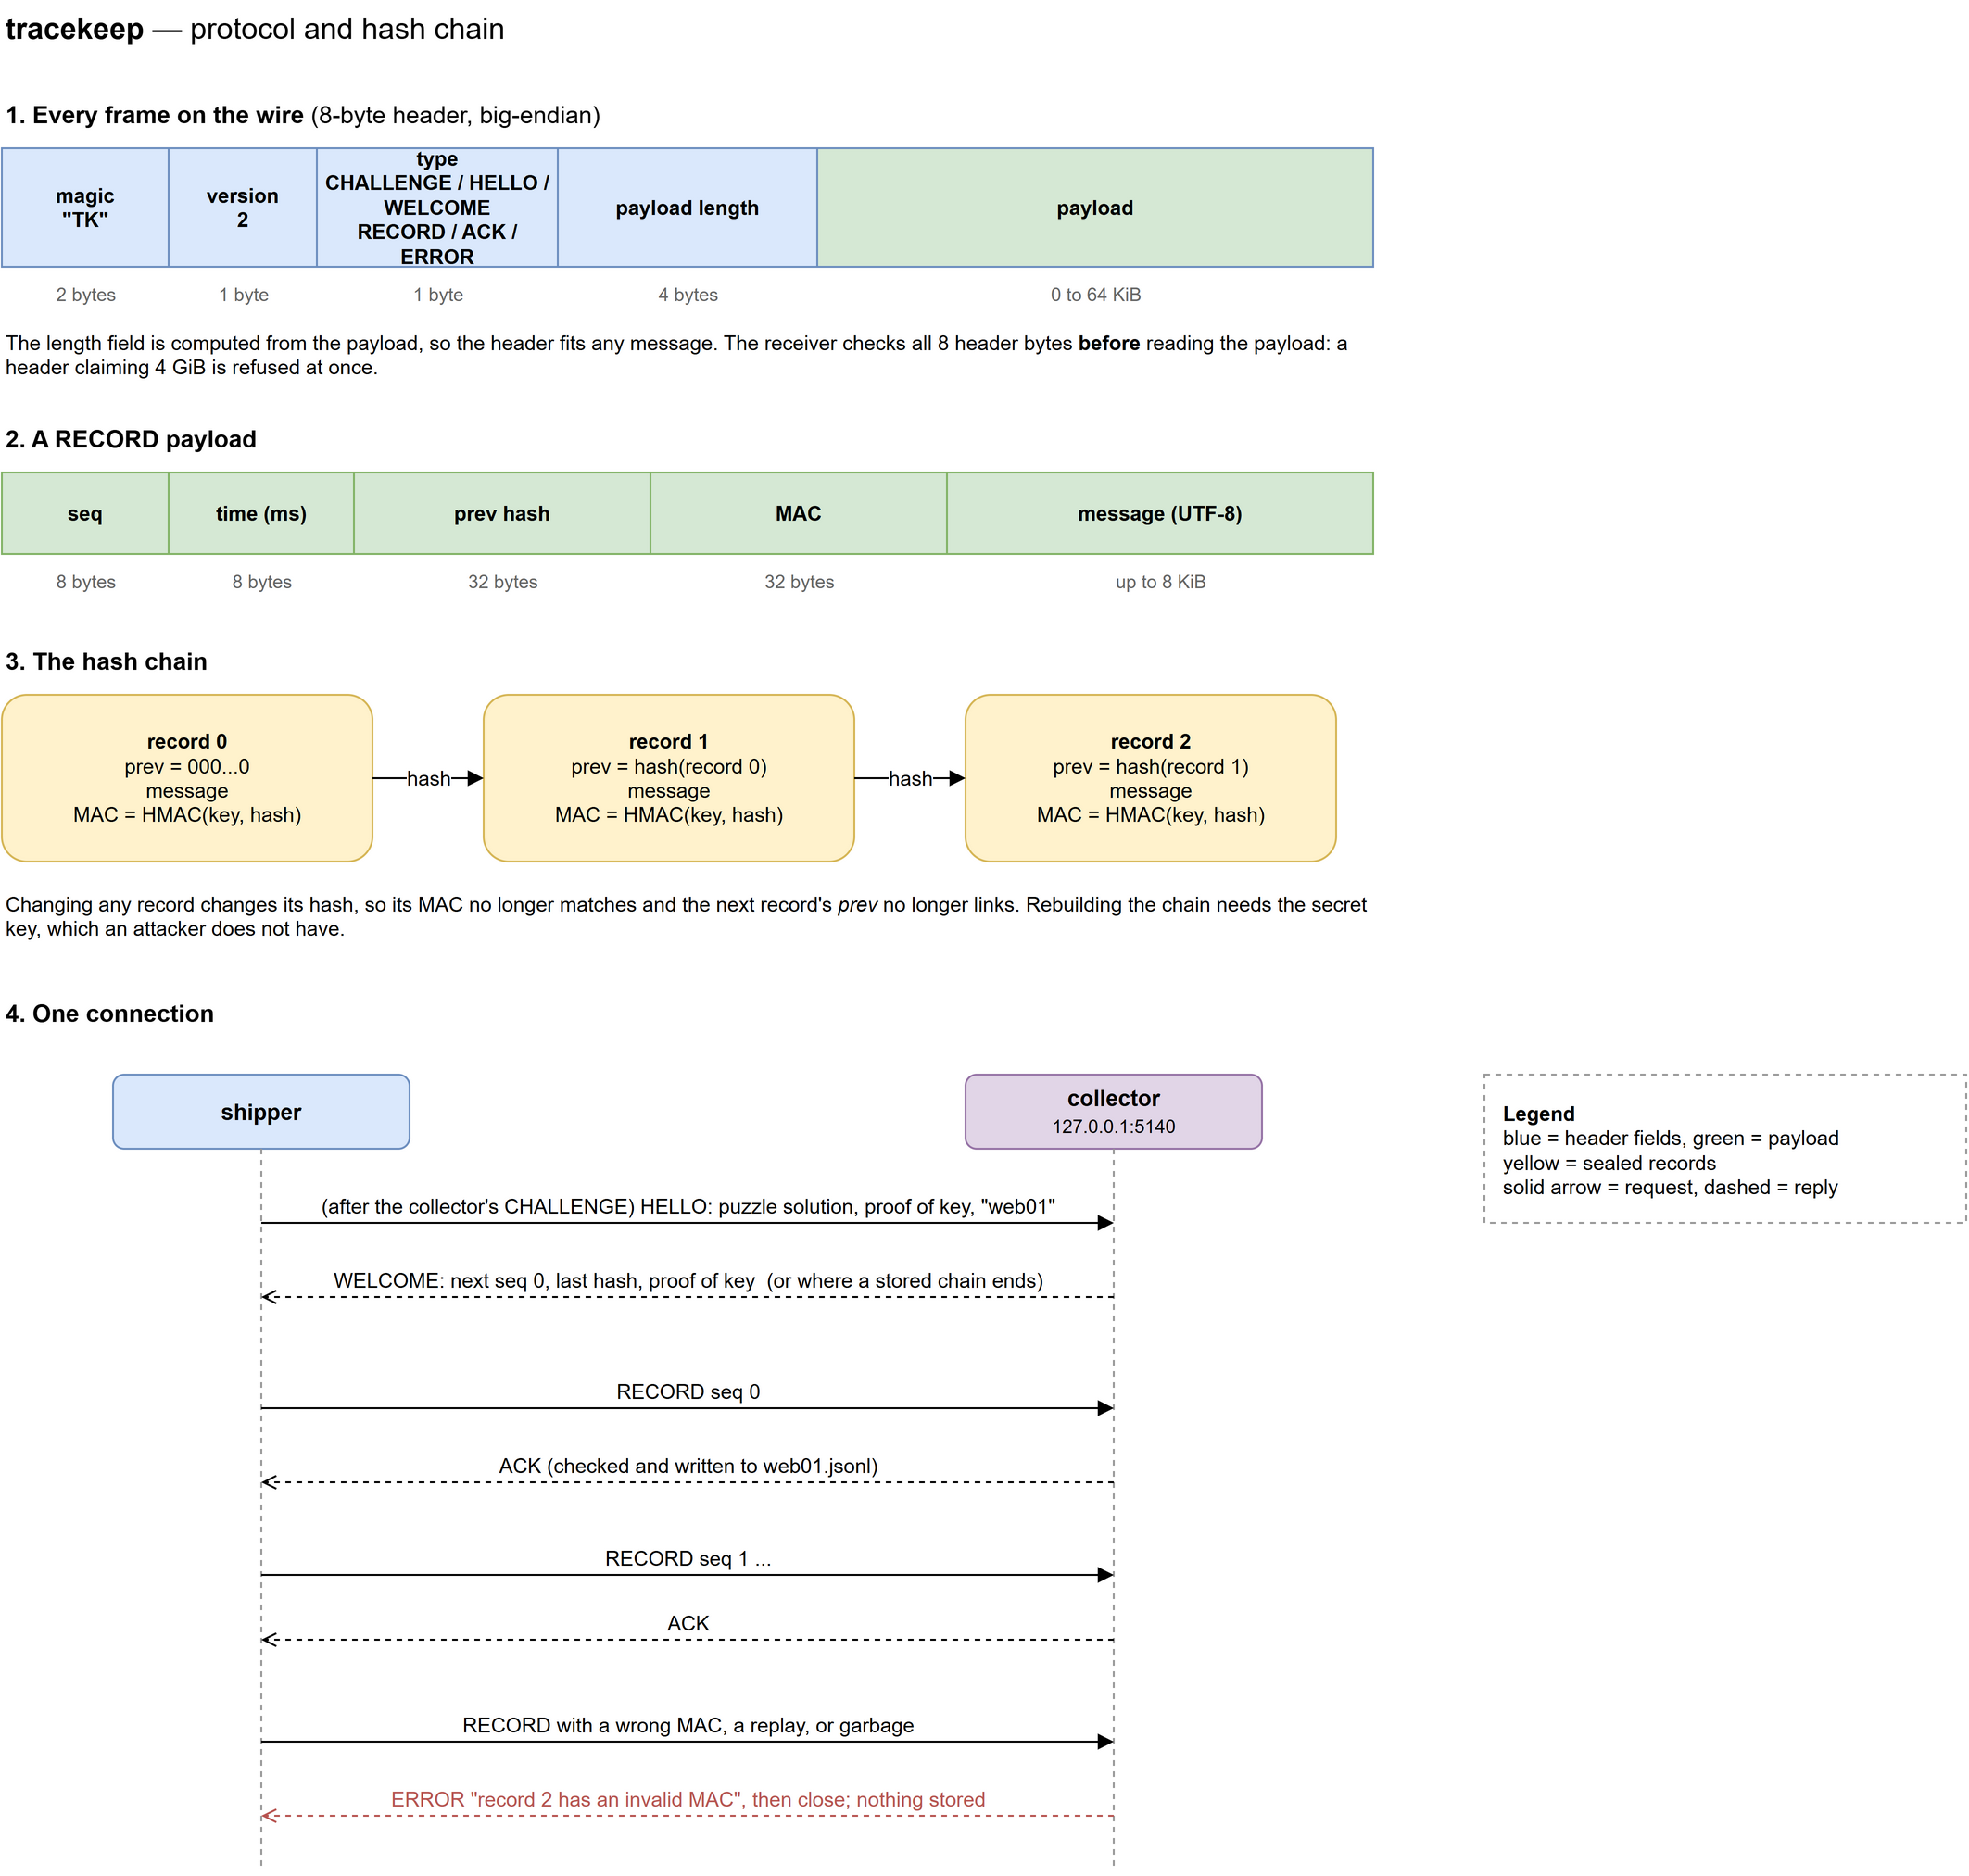 tracekeep — protocol and hash chain
1. Every frame on the wire (8-byte header, big-endian)
magic
"TK"
version
2
type
CHALLENGE / HELLO /
WELCOME
RECORD / ACK /
ERROR
payload length
payload
2 bytes
1 byte
1 byte
4 bytes
0 to 64 KiB
The length field is computed from the payload, so the header fits any message. The receiver checks all 8 header bytes before reading the payload: a
header claiming 4 GiB is refused at once.
2. A RECORD payload
seq
time (ms)
prev hash
MAC
message (UTF-8)
8 bytes
8 bytes
32 bytes
32 bytes
up to 8 KiB
3. The hash chain
record 0
prev = 000...0
message
MAC = HMAC(key, hash)
hash
record 1
prev = hash(record 0)
message
MAC = HMAC(key, hash)
hash
record 2
prev = hash(record 1)
message
MAC = HMAC(key, hash)
Changing any record changes its hash, so its MAC no longer matches and the next record's prev no longer links. Rebuilding the chain needs the secret
key, which an attacker does not have.
4. One connection
shipper
collector
127.0.0.1:5140
Legend
blue = header fields, green = payload
yellow = sealed records
solid arrow = request, dashed = reply
(after the collector's CHALLENGE) HELLO: puzzle solution, proof of key, "web01"
WELCOME: next seq 0, last hash, proof of key  (or where a stored chain ends)
RECORD seq 0
ACK (checked and written to web01.jsonl)
RECORD seq 1 ...
ACK
RECORD with a wrong MAC, a replay, or garbage
ERROR "record 2 has an invalid MAC", then close; nothing stored